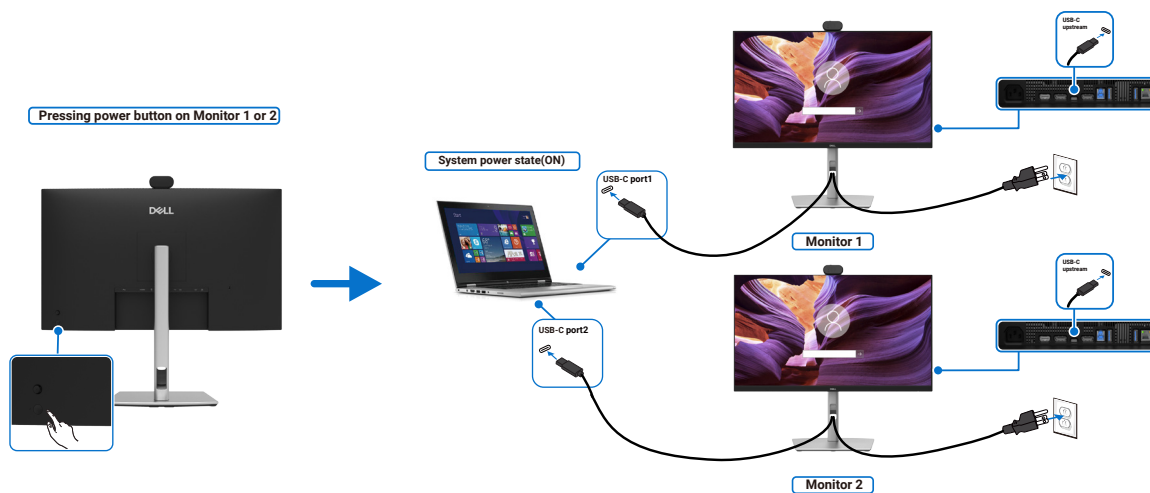 Pressing power button on Monitor 1 or 2
DELL
System power state(ON)
USB-C port1
USB-C
upstream
Monitor 1
USB-C port2
USB-C
upstream
Monitor 2